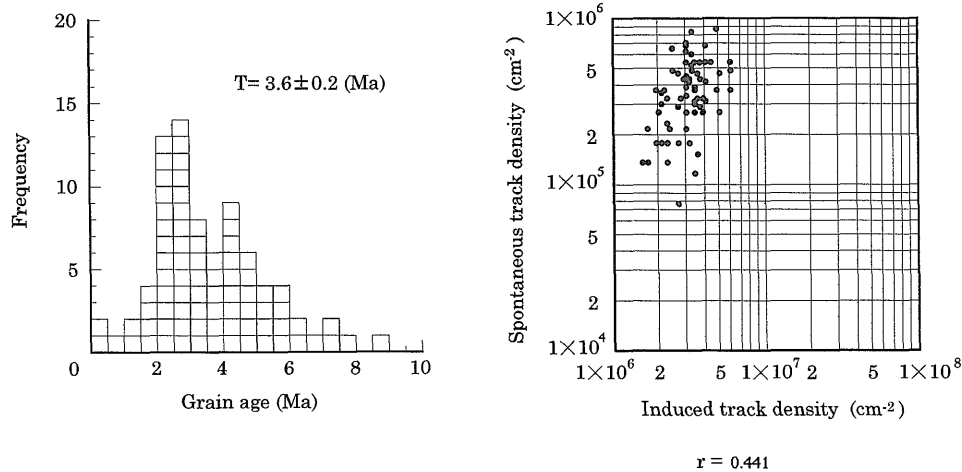 20
15
10
5
0
2
4
6
8
10
Frequency
T= 3.6±0.2 (Ma)
Grain age (Ma)
1×10⁶
5
2
1×10⁵
5
2
1×10⁴
Spontaneous track density (cm⁻²)
1×10⁶ 2 5 1×10⁷ 2 5 1×10⁸
Induced track density (cm⁻²)
r = 0.441